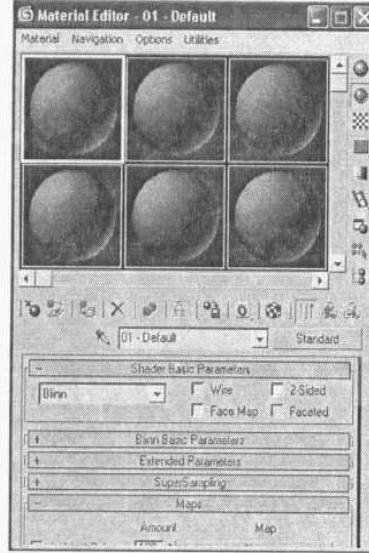 Material Editor - 01 - Default
Material Navigation Options Utilities
01 - Default Standard
Shader Basic Parameters
Blinn Wire 2-Sided
Face Map Faceted
Blinn Basic Parameters
Extended Parameters
SuperSampling
Maps
Amount Map